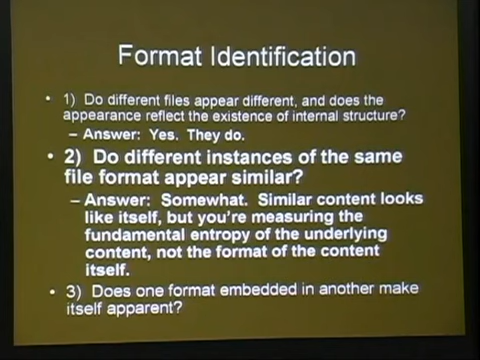 Format Identification
• 1) Do different files appear different, and does the
appearance reflect the existence of internal structure?
– Answer: Yes. They do.
• 2) Do different instances of the same
file format appear similar?
– Answer: Somewhat. Similar content looks
like itself, but you're measuring the
fundamental entropy of the underlying
content, not the format of the content
itself.
• 3) Does one format embedded in another make
itself apparent?